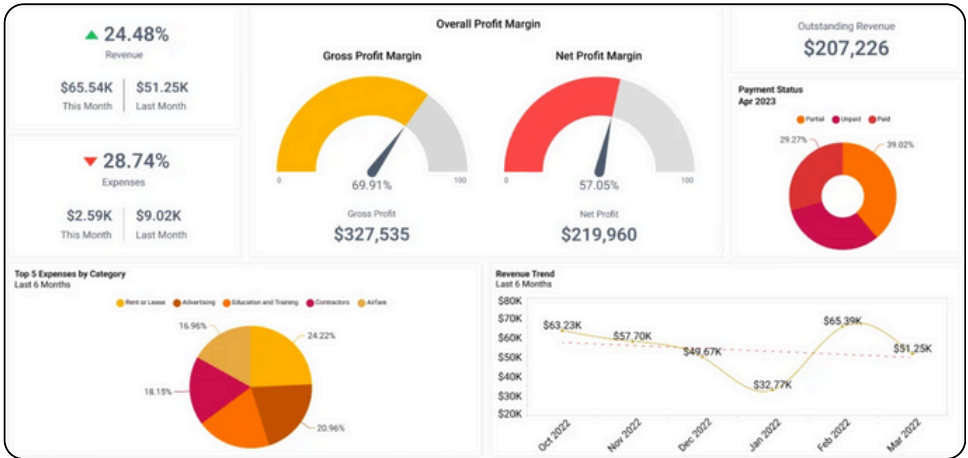 24.48%
Revenue
$65.54K $51.25K
This Month Last Month
28.74%
Expenses
$2.59K $9.02K
This Month Last Month
Overall Profit Margin
Gross Profit Margin
0 100
69.91%
Gross Profit
$327,535
Net Profit Margin
0 100
57.05%
Net Profit
$219,960
Outstanding Revenue
$207,226
Payment Status
Apr 2023
Partial Unpaid Paid
29.27%
39.02%
Top 5 Expenses by Category
Last 6 Months
Rent or Lease Advertising Education and Training Contractors Airfare
16.96%
24.22%
18.15%
20.96%
Revenue Trend
Last 6 Months
$80K
$70K
$60K
$50K
$40K
$30K
$20K
$63.23K
$57.70K
$49.67K
$32.77K
$65.39K
$51.25K
Oct 2022
Nov 2022
Dec 2022
Jan 2022
Feb 2022
Mar 2022